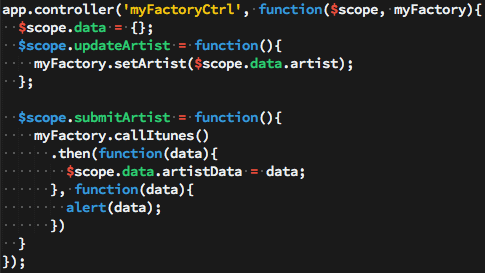 app.controller('myFactoryCtrl', function($scope, myFactory){
  $scope.data = {};
  $scope.updateArtist = function(){
    myFactory.setArtist($scope.data.artist);
  };

  $scope.submitArtist = function(){
    myFactory.callItunes()
      .then(function(data){
        $scope.data.artistData = data;
      }, function(data){
        alert(data);
      })
  }
});